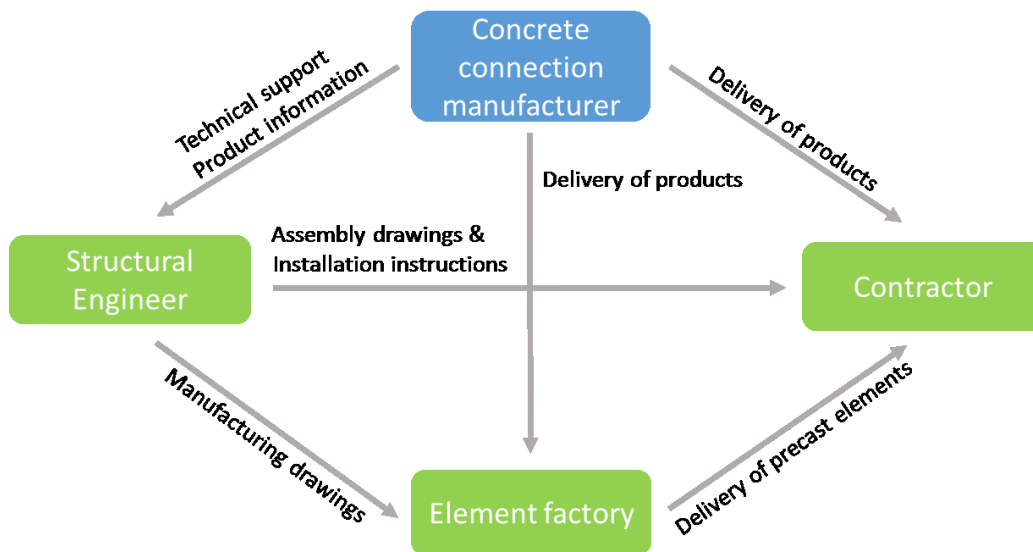 Concrete
connection
manufacturer
Technical support
Product information
Delivery of products
Delivery of products
Assembly drawings &
Installation instructions
Structural
Engineer
Contractor
Manufacturing drawings
Delivery of precast elements
Element factory